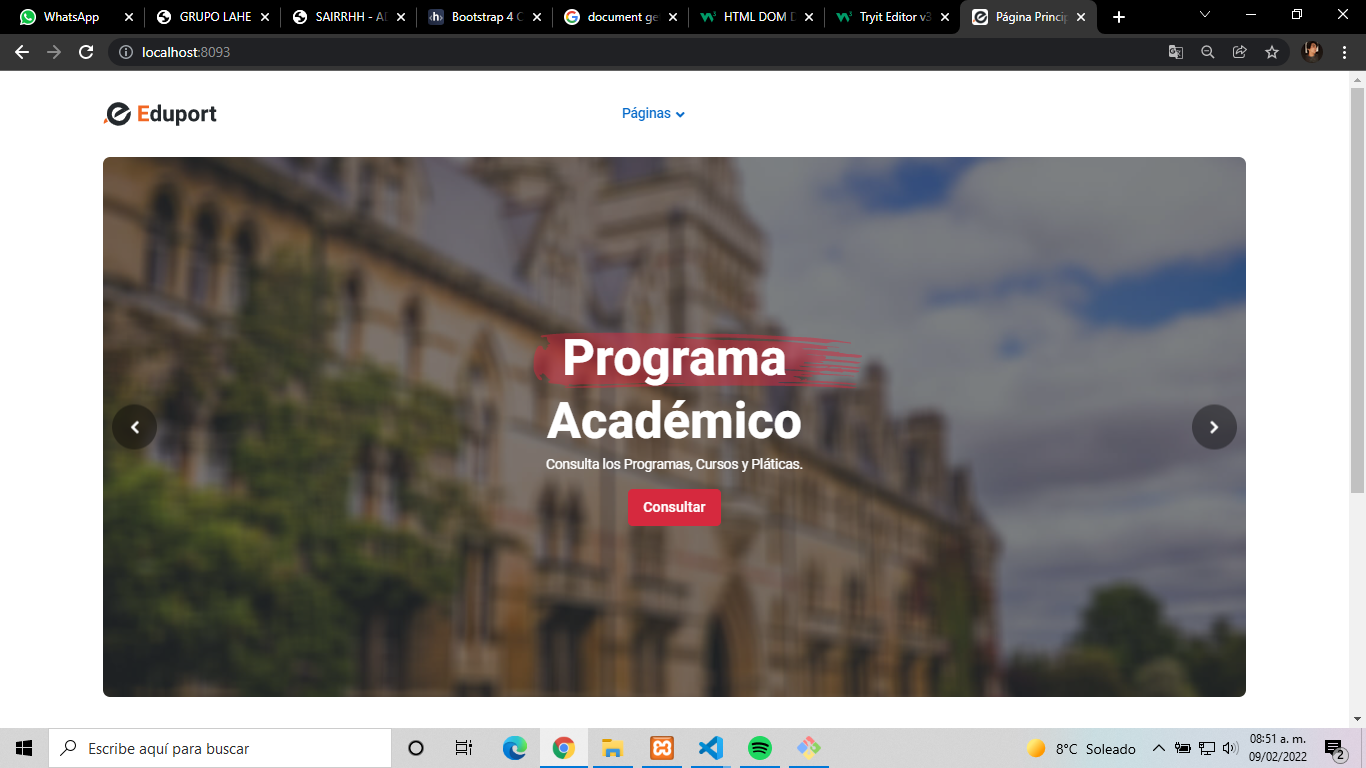 WhatsApp
GRUPO LAHE
SAIRRHH - AD
Bootstrap 4 C
document ge
HTML DOM D
Tryit Editor v3
Página Princip
localhost:8093
Eduport
Páginas
Programa
Académico
Consulta los Programas, Cursos y Pláticas.
Consultar
Escribe aquí para buscar
8°C Soleado
08:51 a. m.
09/02/2022
2